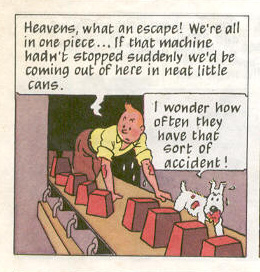 Heavens, what an escape! We're all
in one piece... If that machine
hadn't stopped suddenly we'd be
coming out of here in neat little
cans.
I wonder how
often they
have that
sort of
accident!